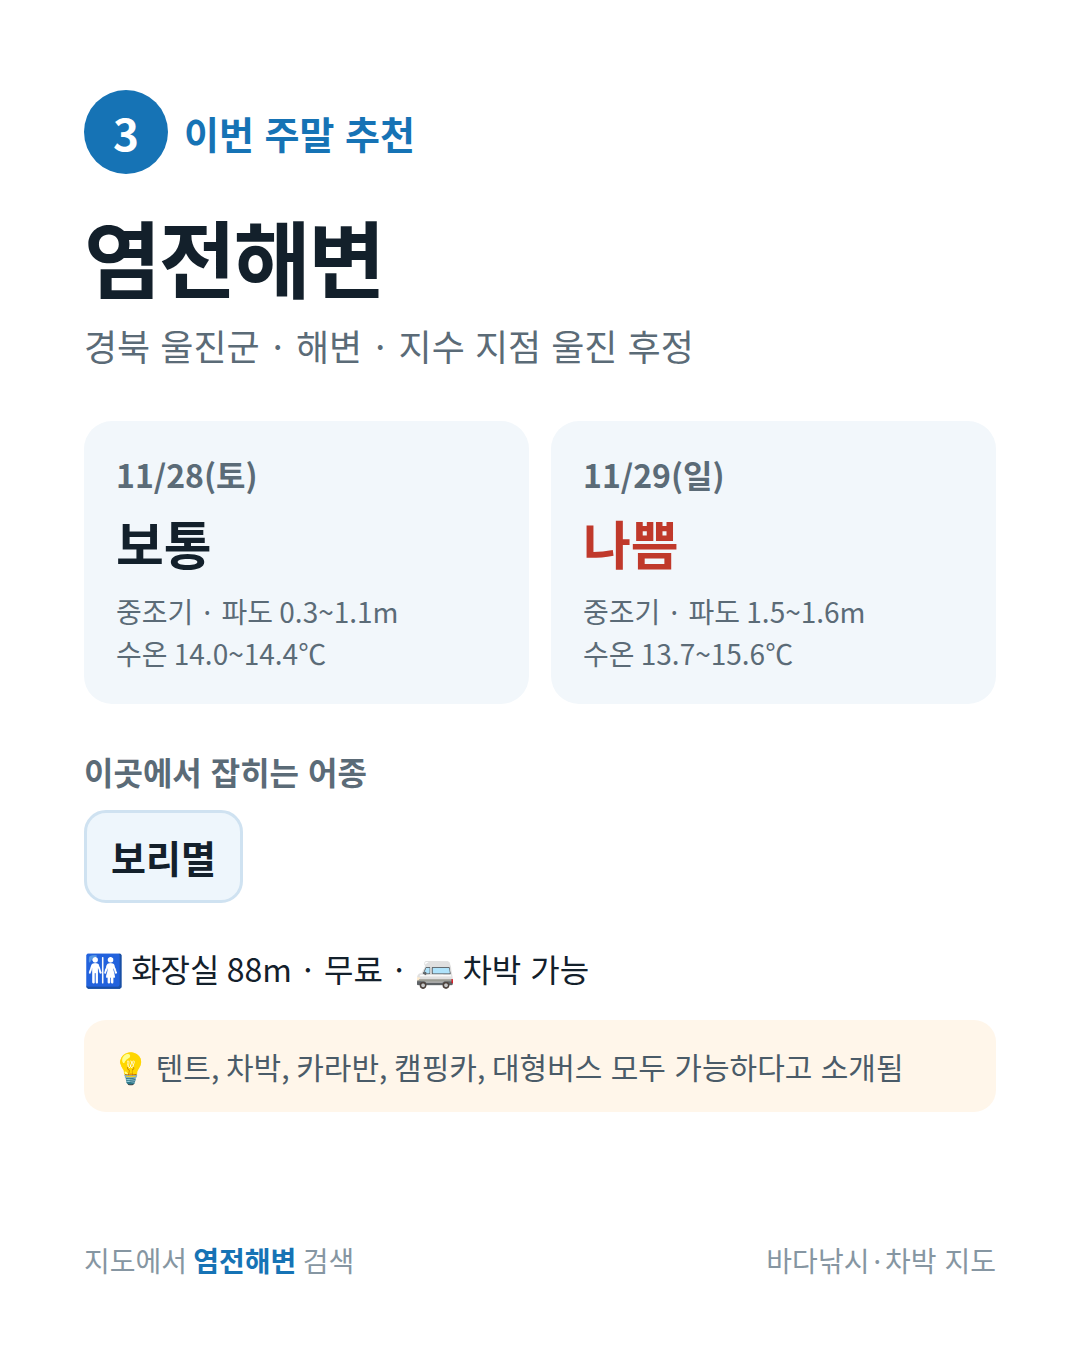 3 이번 주말 추천
염전해변
경북 울진군 · 해변 · 지수 지점 울진 후정
11/28(토)
보통
중조기 · 파도 0.3~1.1m
수온 14.0~14.4℃
11/29(일)
나쁨
중조기 · 파도 1.5~1.6m
수온 13.7~15.6℃
이곳에서 잡히는 어종
보리멸
🚻 화장실 88m · 무료 · 🚐 차박 가능
💡 텐트, 차박, 카라반, 캠핑카, 대형버스 모두 가능하다고 소개됨
지도에서 염전해변 검색
바다낚시·차박 지도